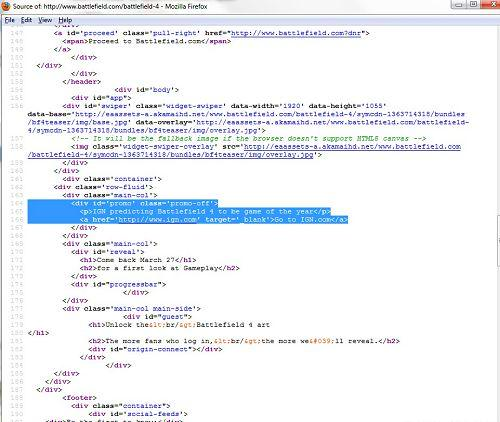 Source of: http://www.battlefield.com/battlefield-4 - Mozilla Firefox
File Edit View Help
147 </div>
148 <a id='proceed' class='pull-right' href='http://www.battlefield.com?dnr'>
149 <span>Proceed to Battlefield.com</span>
150 </a>
151 </div>
152 </div>
153 </header>
154 <div id='body'>
155 <div id="app">
156 <div id='swiper' class='widget-swiper' data-width='1920' data-height='1055'
data-base='http://eaassets-a.akamaihd.net/www.battlefield.com/battlefield-4/symcdn-1363714318/bundles
/bf4teaser/img/base.jpg' data-overlay='http://eaassets-a.akamaihd.net/www.battlefield.com/battlefield-
4/symcdn-1363714318/bundles/bf4teaser/img/overlay.jpg'>
157 <!-- It will be the fallback image if the browser doesn't support HTML5 canvas -->
158 <img class='widget-swiper-overlay' src='http://eaassets-a.akamaihd.net/www.battlefield.com
/battlefield-4/symcdn-1363714318/bundles/bf4teaser/img/overlay.jpg'>
159 </div>
160 <div class='container'>
161 <div class='row-fluid'>
163 <div class='main-col'>
164 <div id='promo' class='promo-off'>
165 <p>IGN predicting Battlefield 4 to be game of the year</p>
166 <a href='http://www.ign.com' target='_blank'>Go to IGN.com</a>
167 </div>
168 </div>
169 <div class='main-col'>
170 <div id='reveal'>
171 <h1>Come back March 27</h1>
172 <h2>for a first look at Gameplay</h2>
173 </div>
174 <div id="progressbar">
175 </div>
176 </div>
177 <div class='main-col main-side'>
178 <div id="guest">
179 <h1>Unlock the&lt;br/&gt;Battlefield 4 art
</h1>
180 <h2>The more fans who log in,&lt;br/&gt;the more we&#039;ll reveal.</h2>
181 <div id="origin-connect"></div>
182 </div>
183 </div>
184 </div>
185 </div>
186 </div>
187 <footer>
<div class="container">
<div id='social-feeds'>